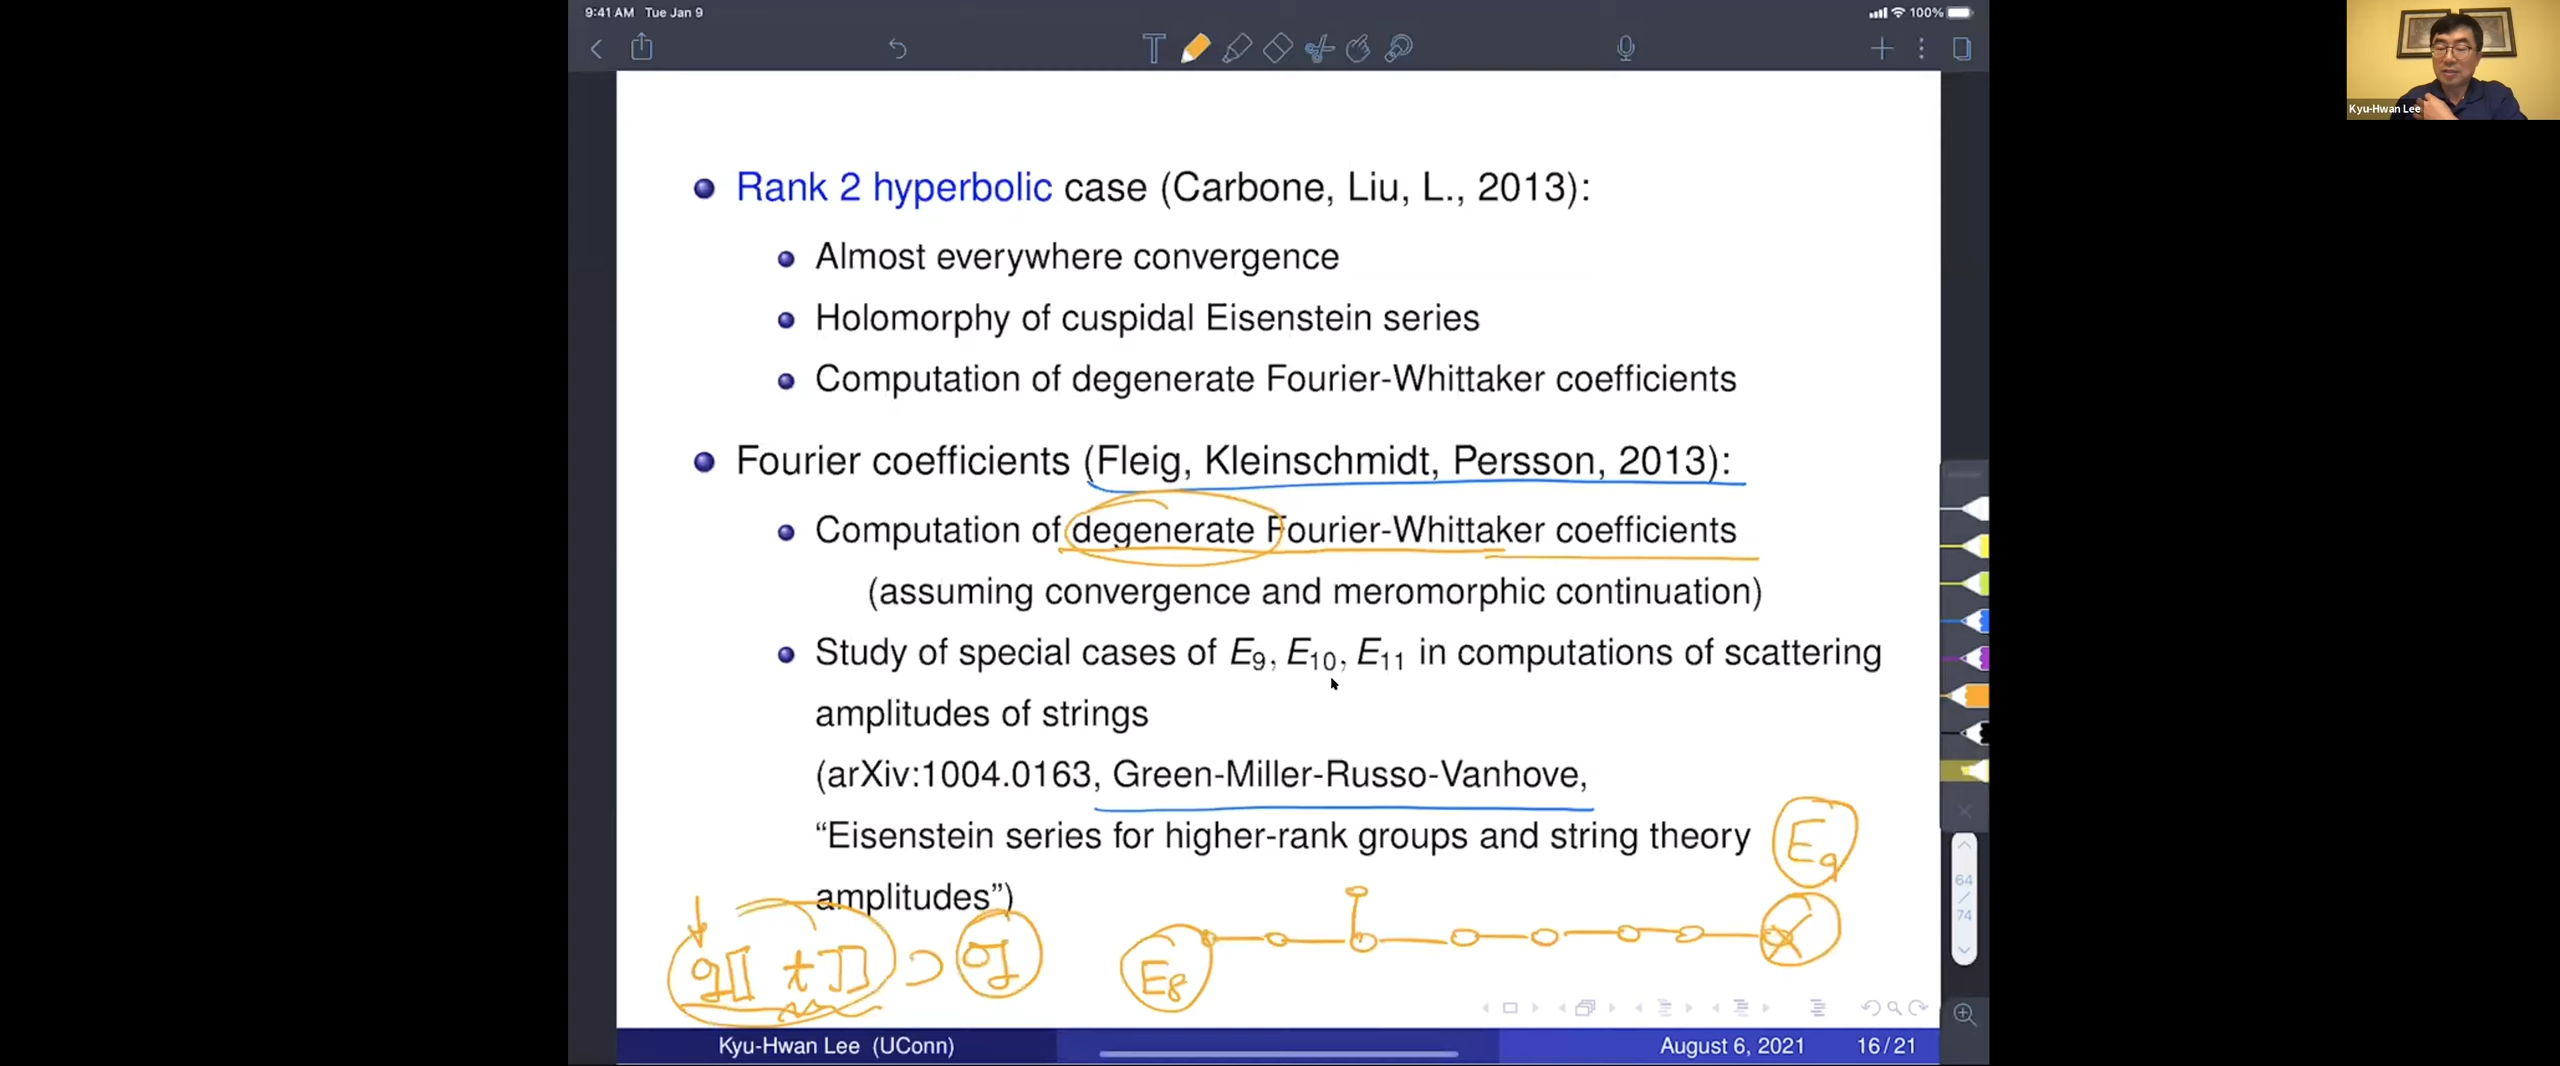 9:41 AM Tue Jan 9
100%
Kyu-Hwan Lee
Rank 2 hyperbolic case (Carbone, Liu, L., 2013):
Almost everywhere convergence
Holomorphy of cuspidal Eisenstein series
Computation of degenerate Fourier-Whittaker coefficients
Fourier coefficients (Fleig, Kleinschmidt, Persson, 2013):
Computation of degenerate Fourier-Whittaker coefficients
(assuming convergence and meromorphic continuation)
Study of special cases of E₉, E₁₀, E₁₁ in computations of scattering
amplitudes of strings
(arXiv:1004.0163, Green-Miller-Russo-Vanhove,
“Eisenstein series for higher-rank groups and string theory
amplitudes”)
E₉
E₈
64
/
74
Kyu-Hwan Lee (UConn)
August 6, 2021
16/21